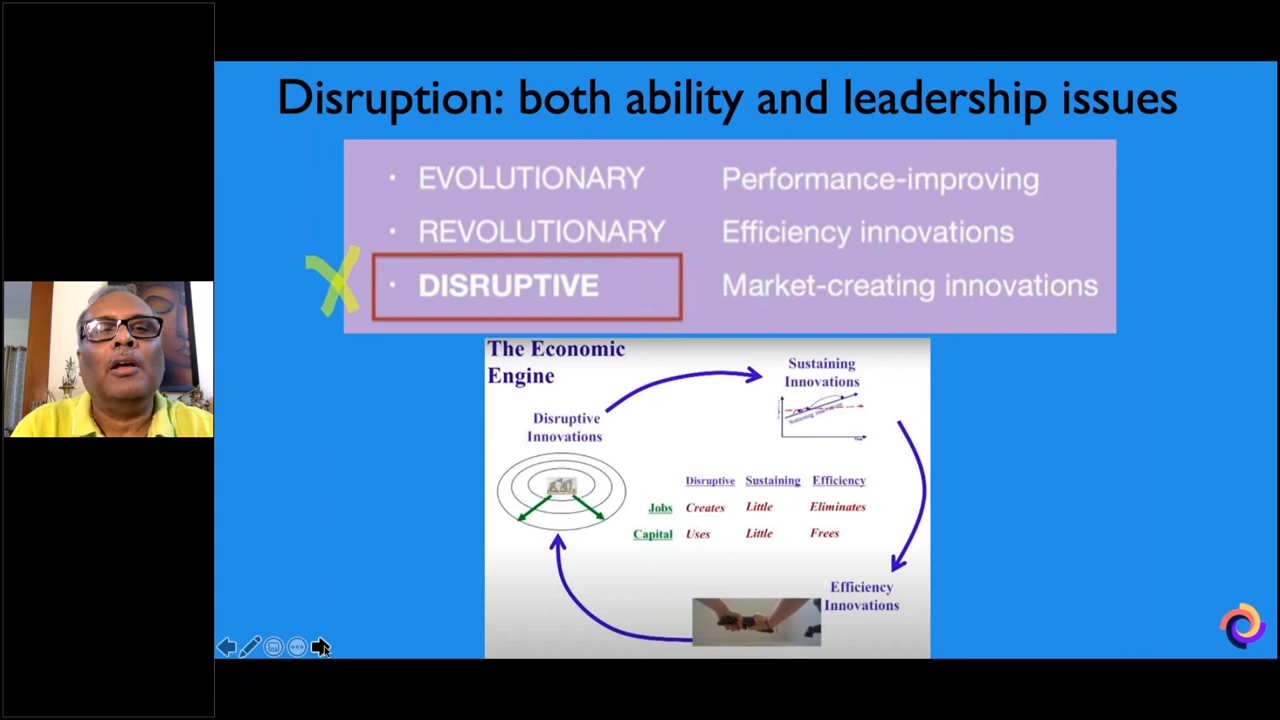 Disruption: both ability and leadership issues
· EVOLUTIONARY Performance-improving
· REVOLUTIONARY Efficiency innovations
· DISRUPTIVE Market-creating innovations
The Economic
Engine
Sustaining
Innovations
Disruptive
Innovations
Disruptive Sustaining Efficiency
Jobs Creates Little Eliminates
Capital Uses Little Frees
Efficiency
Innovations